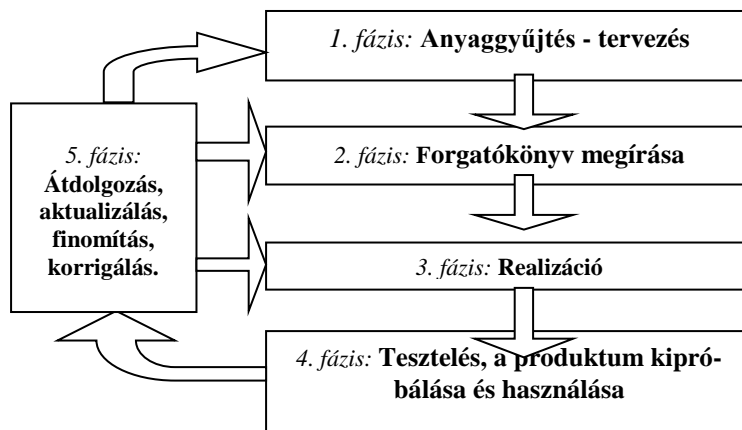 1. fázis: Anyaggyűjtés - tervezés
2. fázis: Forgatókönyv megírása
3. fázis: Realizáció
4. fázis: Tesztelés, a produktum kipró-
bálása és használása
5. fázis:
Átdolgozás,
aktualizálás,
finomítás,
korrigálás.